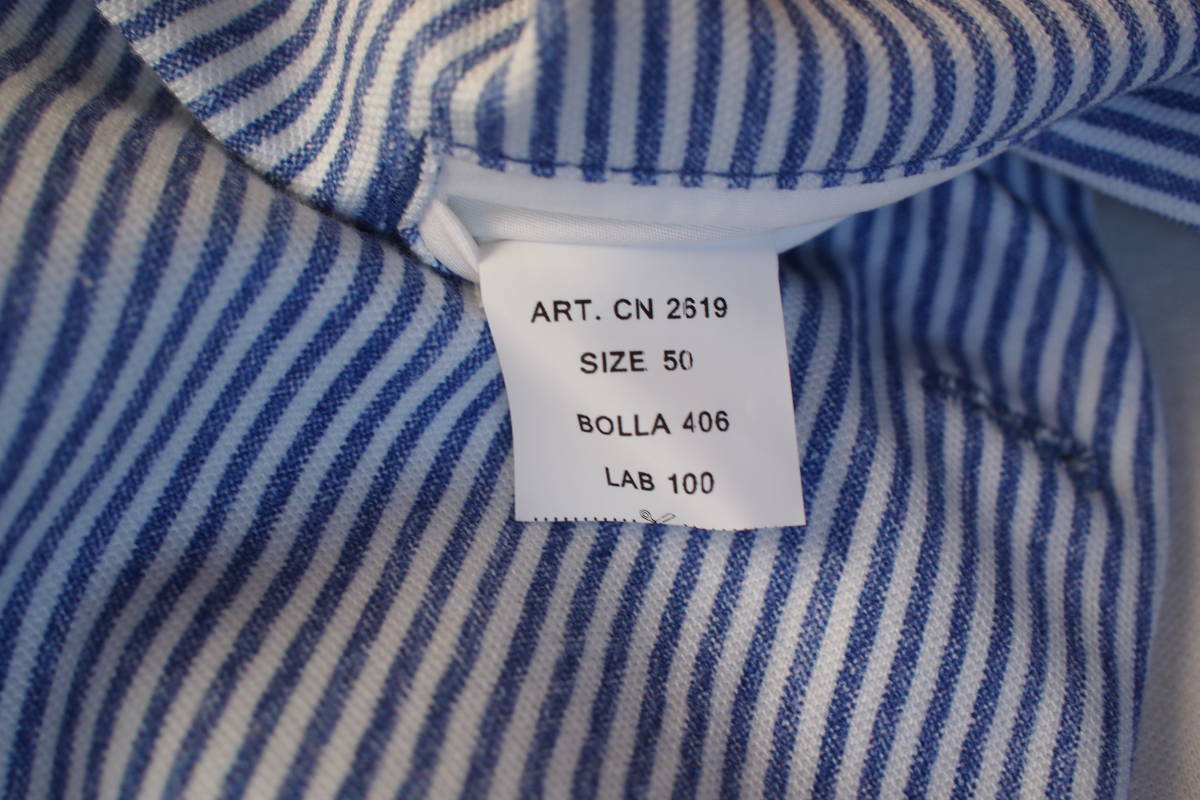 ART. CN 2619
SIZE 50
BOLLA 406
LAB 100